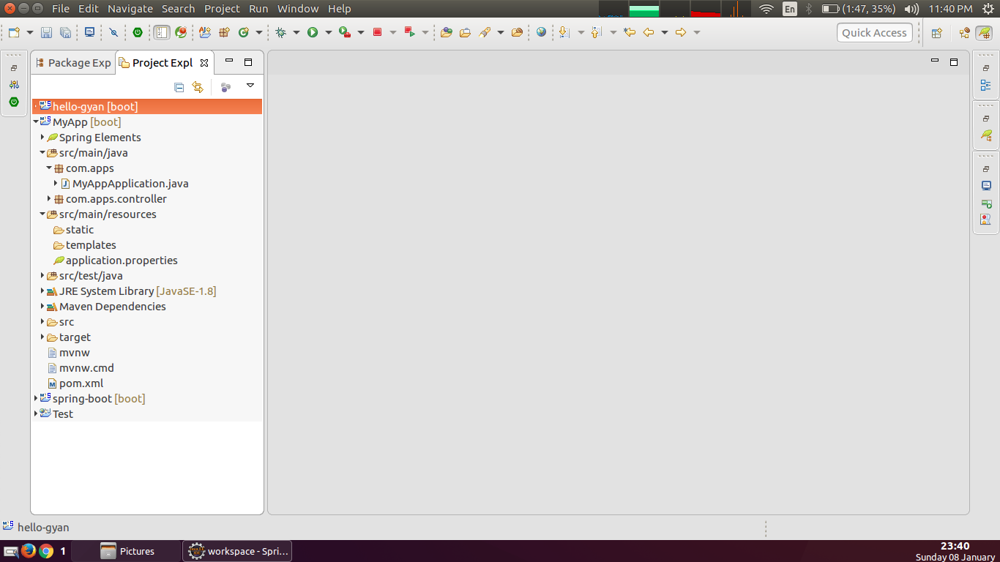 File Edit Navigate Search Project Run Window Help
En (1:47, 35%) 11:40 PM
Quick Access
Package Exp Project Expl
hello-gyan [boot]
MyApp [boot]
Spring Elements
src/main/java
com.apps
MyAppApplication.java
com.apps.controller
src/main/resources
static
templates
application.properties
src/test/java
JRE System Library [JavaSE-1.8]
Maven Dependencies
src
target
mvnw
mvnw.cmd
pom.xml
spring-boot [boot]
Test
hello-gyan
1 Pictures workspace - Spri...
23:40
Sunday 08 January